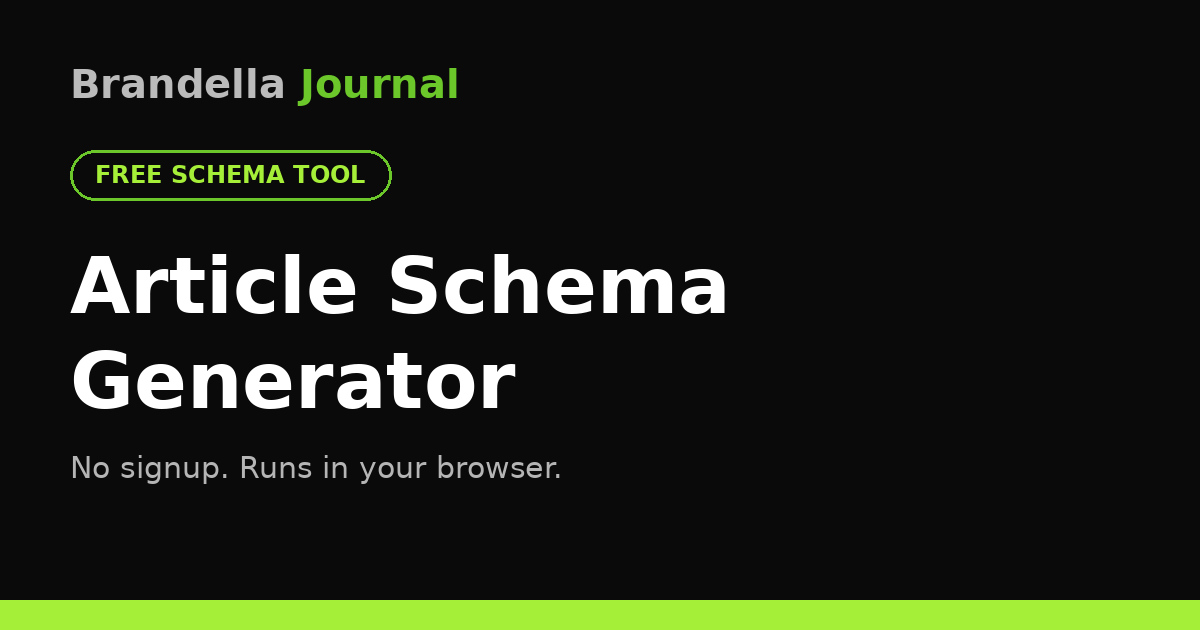 Brandella Journal
FREE SCHEMA TOOL
Article Schema
Generator
No signup. Runs in your browser.